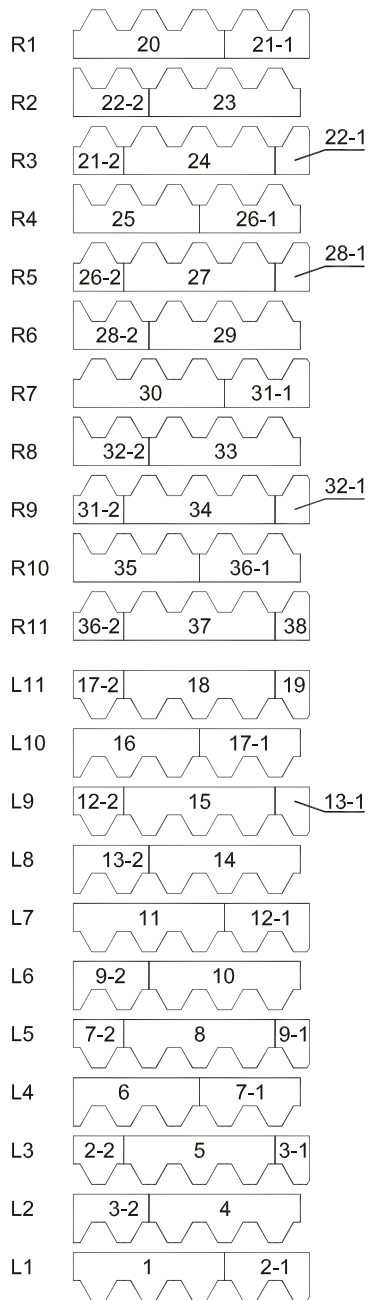 R1 20 21-1
R2 22-2 23
22-1
R3 21-2 24
R4 25 26-1
28-1
R5 26-2 27
R6 28-2 29
R7 30 31-1
R8 32-2 33
32-1
R9 31-2 34
R10 35 36-1
R11 36-2 37 38
L11 17-2 18 19
L10 16 17-1
L9 12-2 15 13-1
L8 13-2 14
L7 11 12-1
L6 9-2 10
L5 7-2 8 9-1
L4 6 7-1
L3 2-2 5 3-1
L2 3-2 4
L1 1 2-1